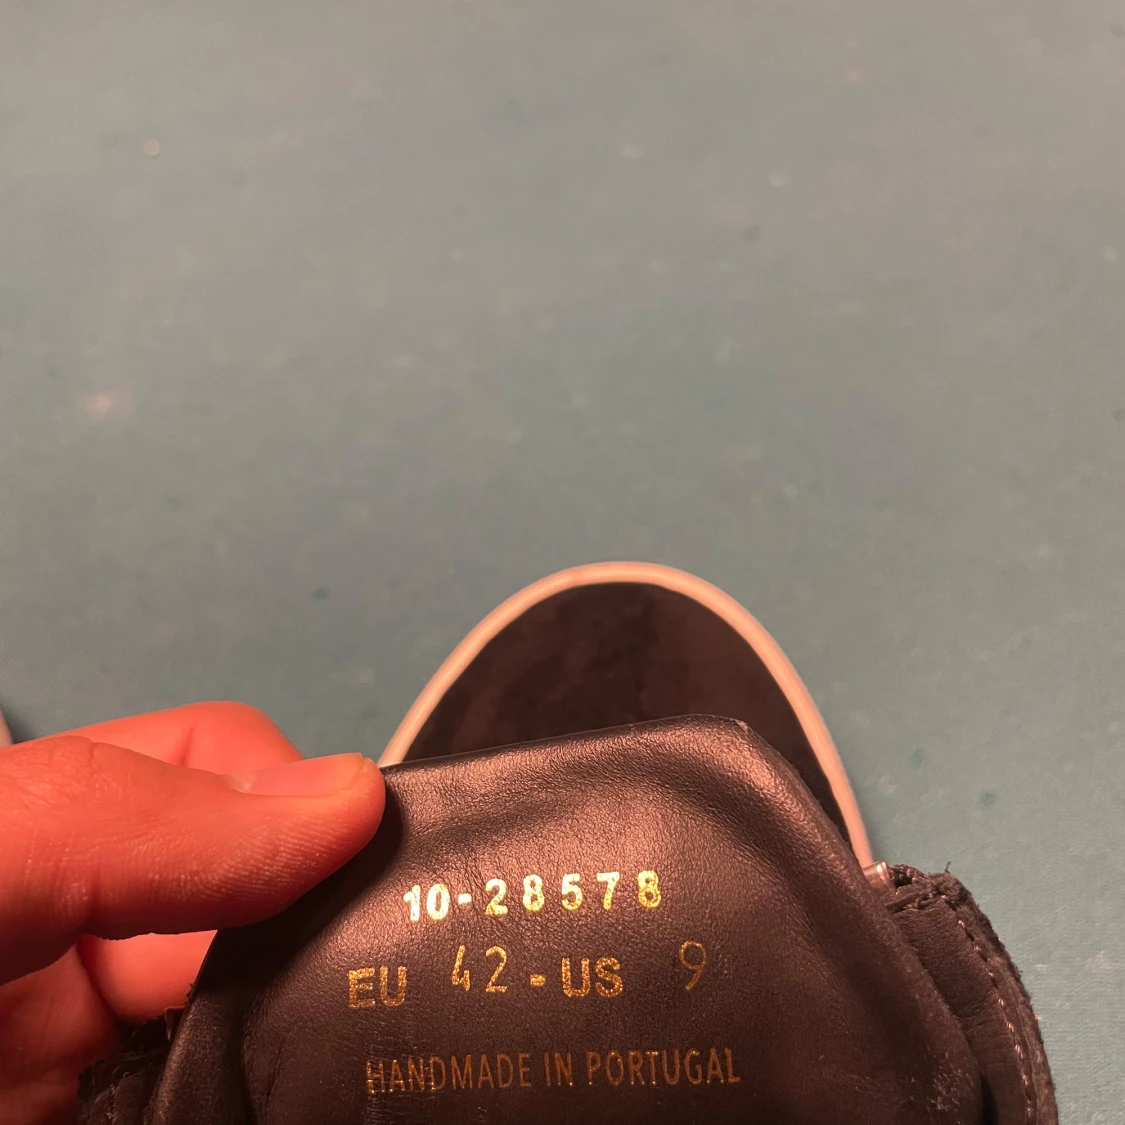 10-28578
EU 42-US 9
HANDMADE IN PORTUGAL